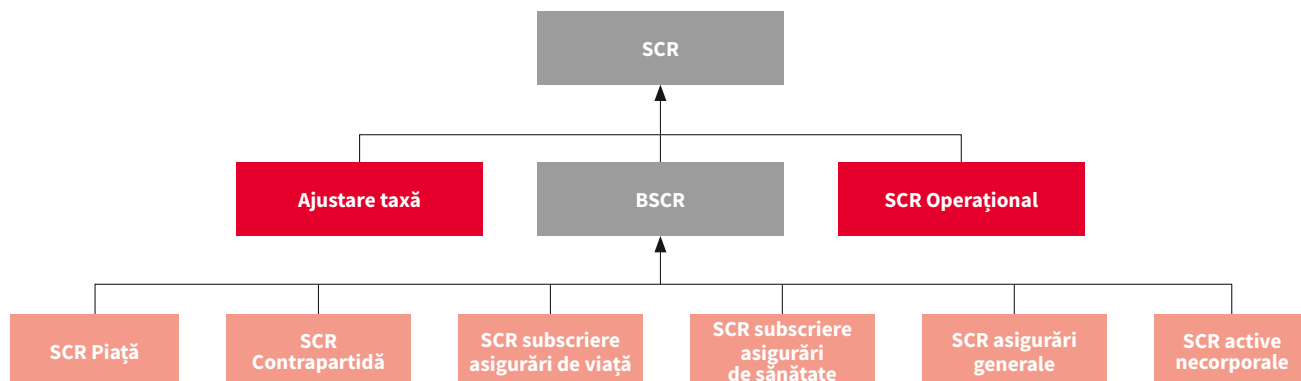 SCR
Ajustare taxă
BSCR
SCR Operațional
SCR Piață
SCR
Contrapartidă
SCR subscriere
asigurări de viață
SCR subscriere
asigurări
de sănătate
SCR asigurări
generale
SCR active
necorporale